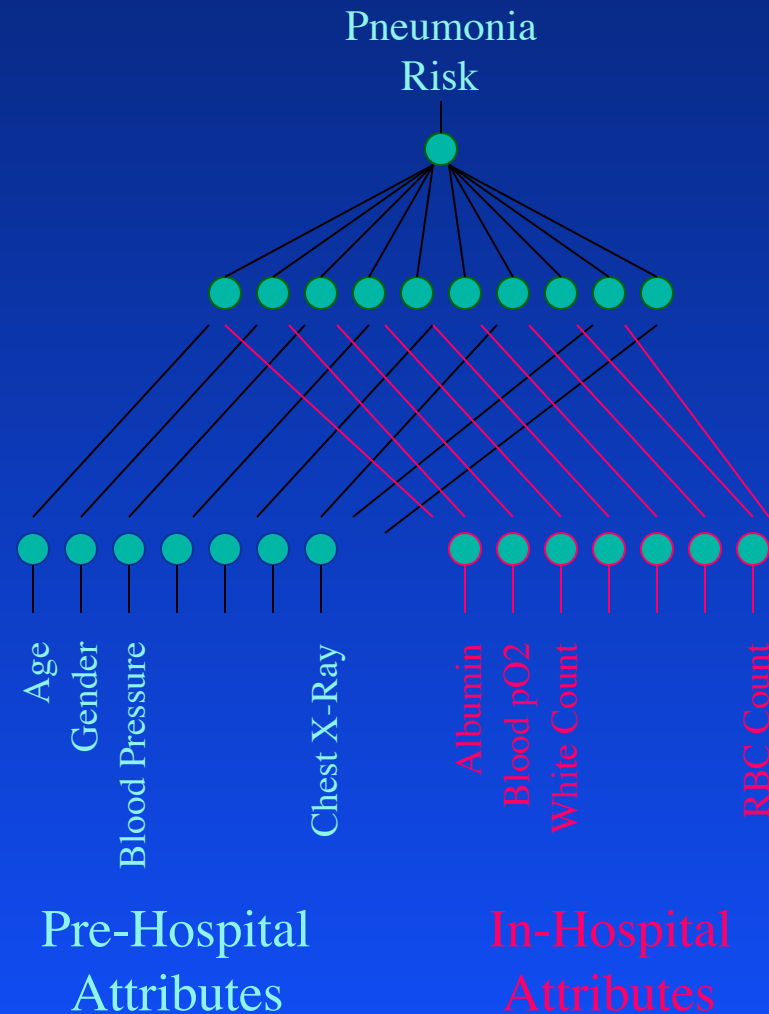 Pneumonia
Risk
Age
Gender
Blood Pressure
Chest X-Ray
Albumin
Blood pO2
White Count
RBC Count
Pre-Hospital
Attributes
In-Hospital
Attributes